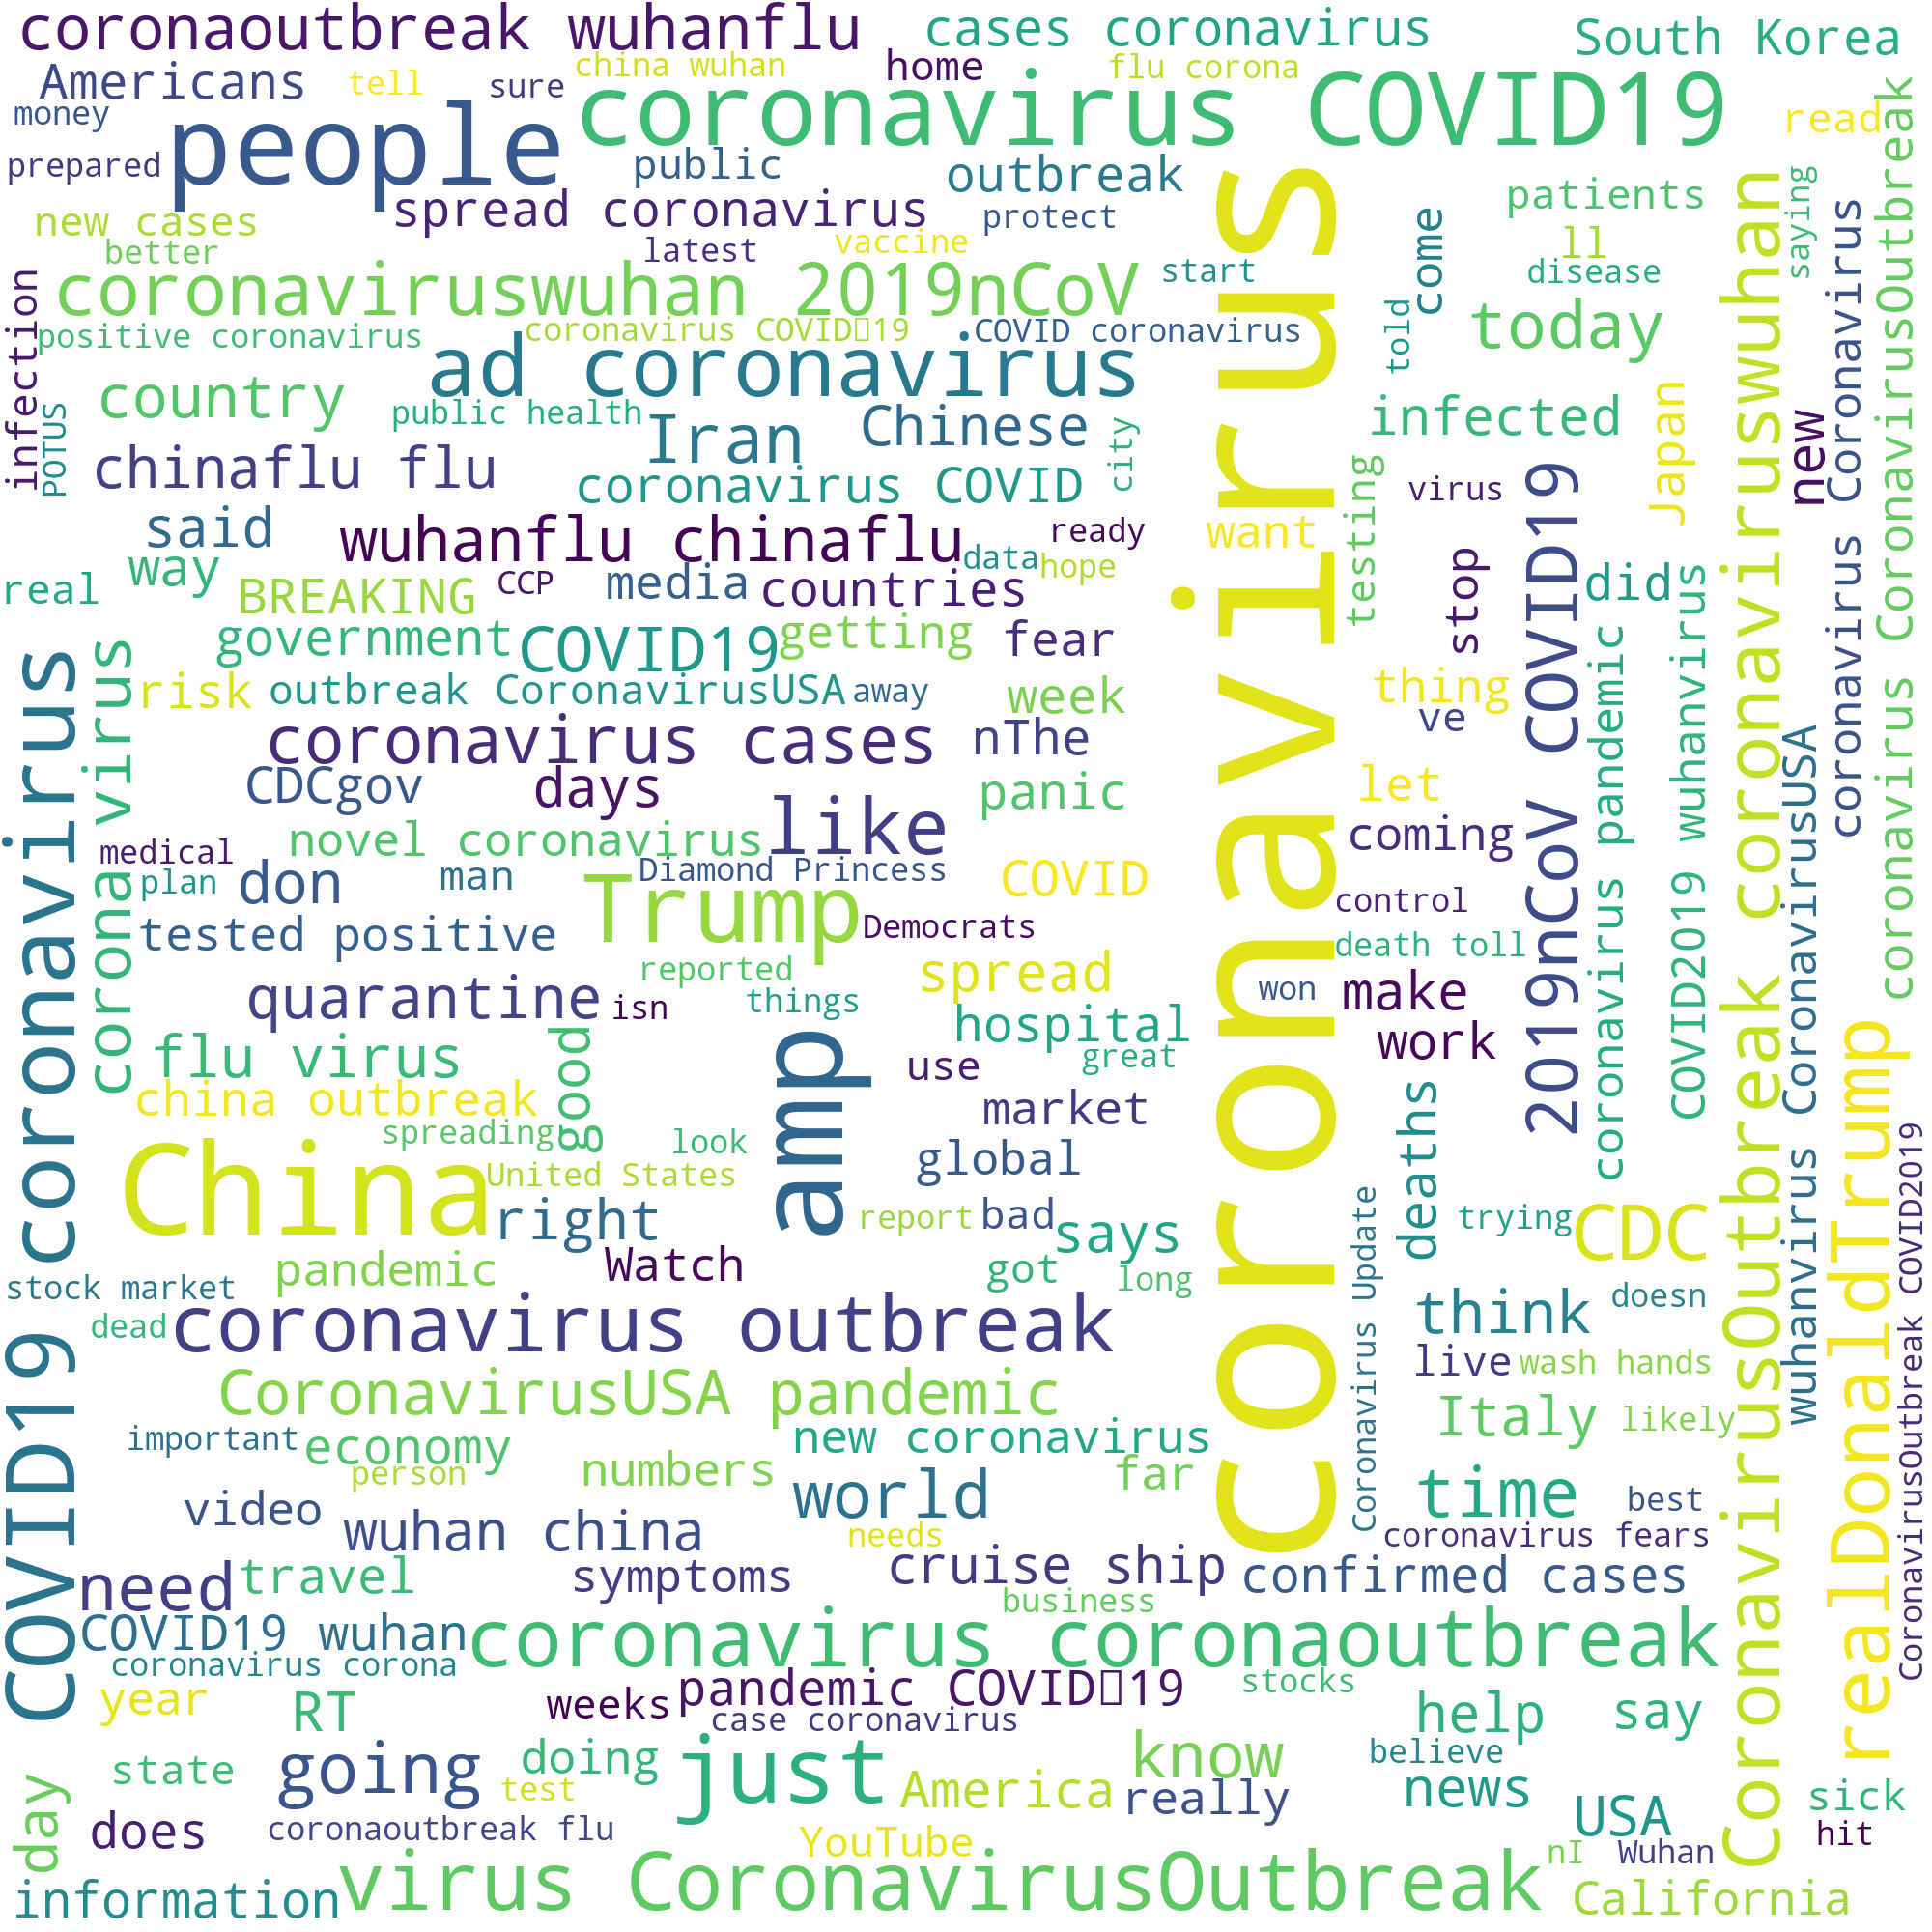 coronaoutbreak wuhanflu
cases coronavirus
South Korea
Americans
tell
sure
china wuhan
home
flu corona
coronavirus COVID19
money
people
read
prepared
public
outbreak
patients
spread coronavirus
protect
new cases
better
latest
vaccine
ll
come
saying
start
disease
coronaviruswuhan 2019nCoV
today
infection
positive coronavirus
coronavirus COVID19
COVID coronavirus
told
ad coronavirus
country
public health
POTUS
Iran
Chinese
city
infected
Japan
new
chinaflu flu
coronavirus COVID
testing
virus
said
wuhanflu chinaflu
ready
want
stop
way
data
hope
real
BREAKING
CCP
media
countries
did
government
COVID19
getting
fear
risk
outbreak CoronavirusUSA
away
week
thing
ve
coronavirus cases
nThe
CDCgov
days
panic
let
novel coronavirus
like
coming
medical
plan
don
man
Diamond Princess
COVID
control
Trump
Democrats
tested positive
death toll
reported
spread
quarantine
isn
things
won
make
hospital
work
flu virus
good
use
great
amp
china outbreak
market
spreading
look
global
deaths
China
United States
right
report
bad
says
trying
CDC
pandemic
Watch
got
long
stock market
dead
coronavirus outbreak
Coronavirus Update
think
doesn
live
wash hands
CoronavirusUSA pandemic
Italy
likely
important
economy
new coronavirus
person
numbers
far
video
world
time
best
wuhan china
needs
coronavirus fears
need
travel
symptoms
cruise ship
confirmed cases
business
COVID19 wuhan
coronavirus coronaoutbreak
coronavirus corona
year
RT
weeks
pandemic COVID19
stocks
case coronavirus
help
say
state
going
doing
just
know
believe
test
America
really
news
sick
day
does
coronaoutbreak flu
YouTube
USA
hit
nI
Wuhan
information
virus CoronavirusOutbreak
California
COVID19 coronavirus
coronavirus
coronavirus
2019nCoV COVID19
coronavirus pandemic
COVID2019 wuhanvirus
CoronavirusOutbreak coronaviruswuhan
wuhanvirus CoronavirusUSA
coronavirus Coronavirus
coronavirus CoronavirusOutbreak
realDonaldTrump
CoronavirusOutbreak COVID2019